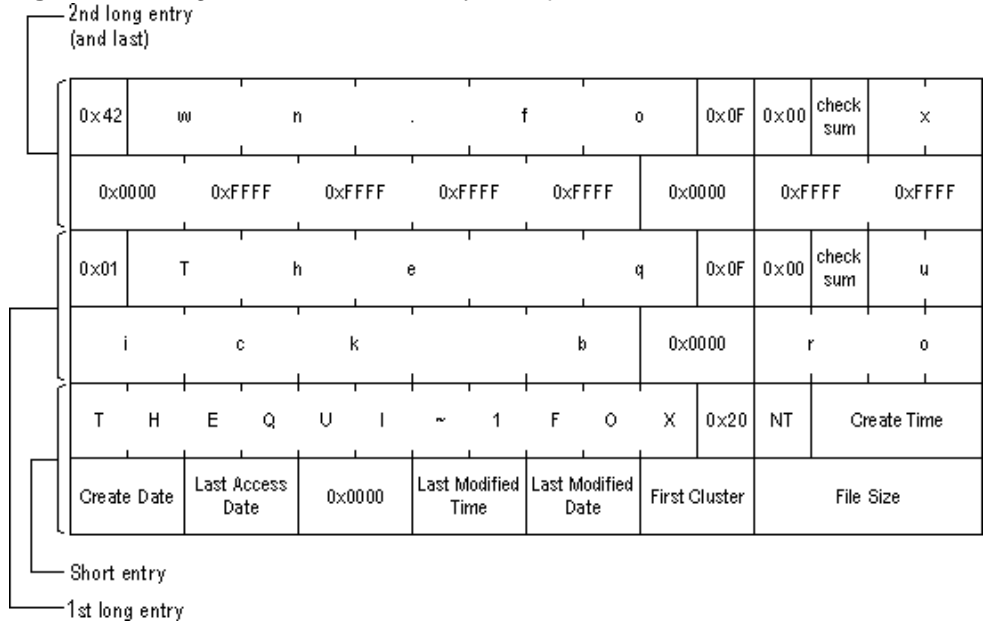 2nd long entry
(and last)
0x42 w n . f o 0x0F 0x00 check sum x
0x0000 0xFFFF 0xFFFF 0xFFFF 0xFFFF 0x0000 0xFFFF 0xFFFF
0x01 T h e q 0x0F 0x00 check sum u
i c k b 0x0000 r o
T H E Q U I ~ 1 F O X 0x20 NT Create Time
Create Date Last Access Date 0x0000 Last Modified Time Last Modified Date First Cluster File Size
Short entry
1st long entry